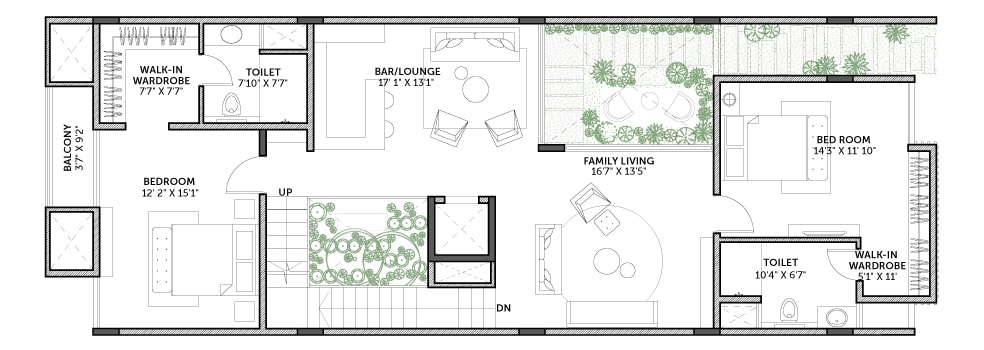 WALK-IN
WARDROBE
7'7" X 7'7"
TOILET
7'10" X 7'7"
BAR/LOUNGE
17' 1" X 13'1"
BALCONY
3'7" X 9'2"
BEDROOM
12' 2" X 15'1"
UP
FAMILY LIVING
16'7" X 13'5"
BED ROOM
14'3" X 11' 10"
TOILET
10'4" X 6'7"
WALK-IN
WARDROBE
5'1" X 11'
DN